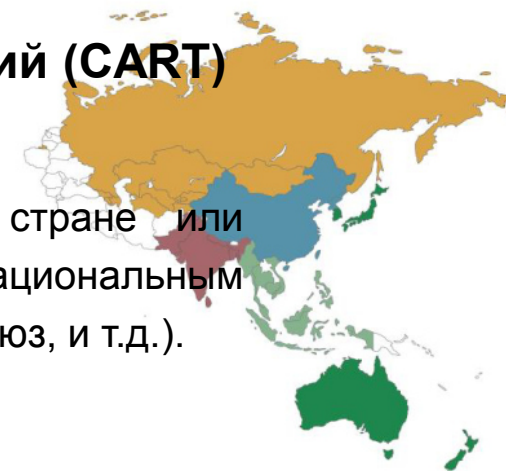 ий (CART)
стране или
ациональным
юз, и т.д.).